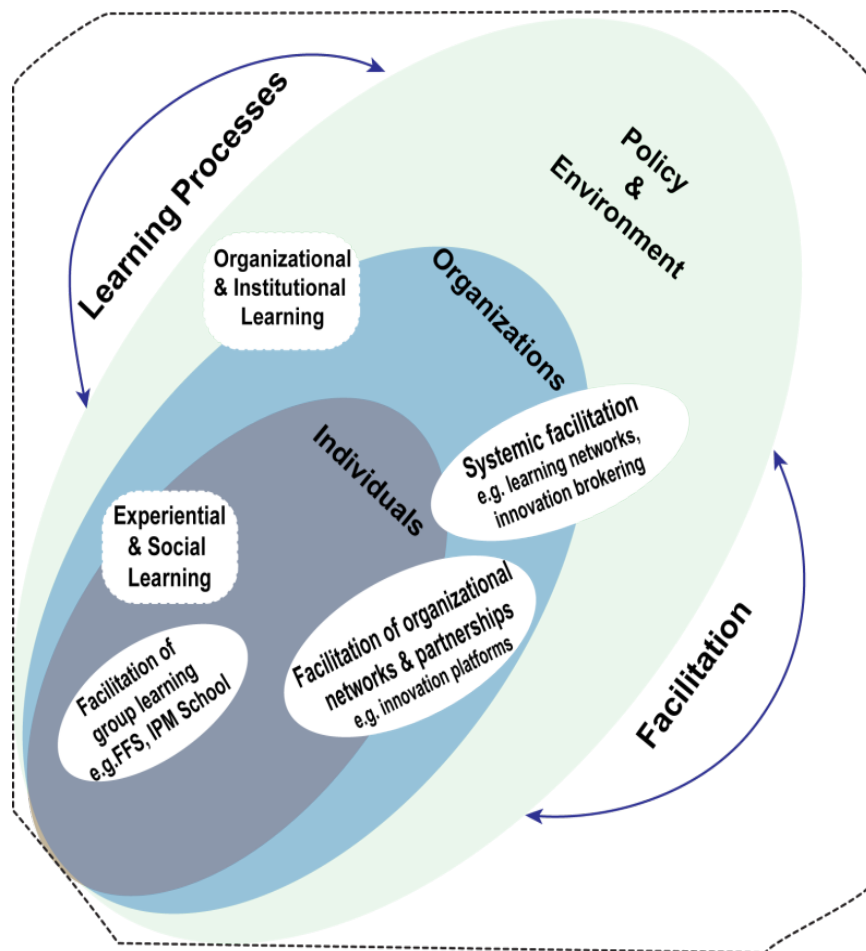 Learning Processes
Policy
&
Environment
Organizational
& Institutional
Learning
Organizations
Individuals
Systemic facilitation
e.g. learning networks,
innovation brokering
Experiential
& Social
Learning
Facilitation of organizational
networks & partnerships
e.g. innovation platforms
Facilitation of
group learning
e.g.FFS, IPM School
Facilitation